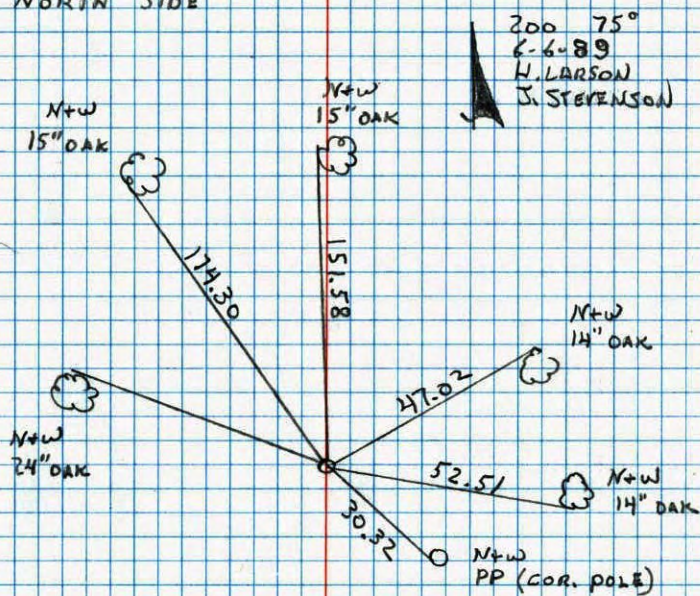 NORTH SIDE
200 75°
6-6-89
H. LARSON
J. STEVENSON
N+W
15" OAK
N+W
15" OAK
174.30
151.58
N+W
14" OAK
47.02
N+W
24" OAK
52.51
N+W
14" OAK
30.32
N+W
PP (COR. POLE)